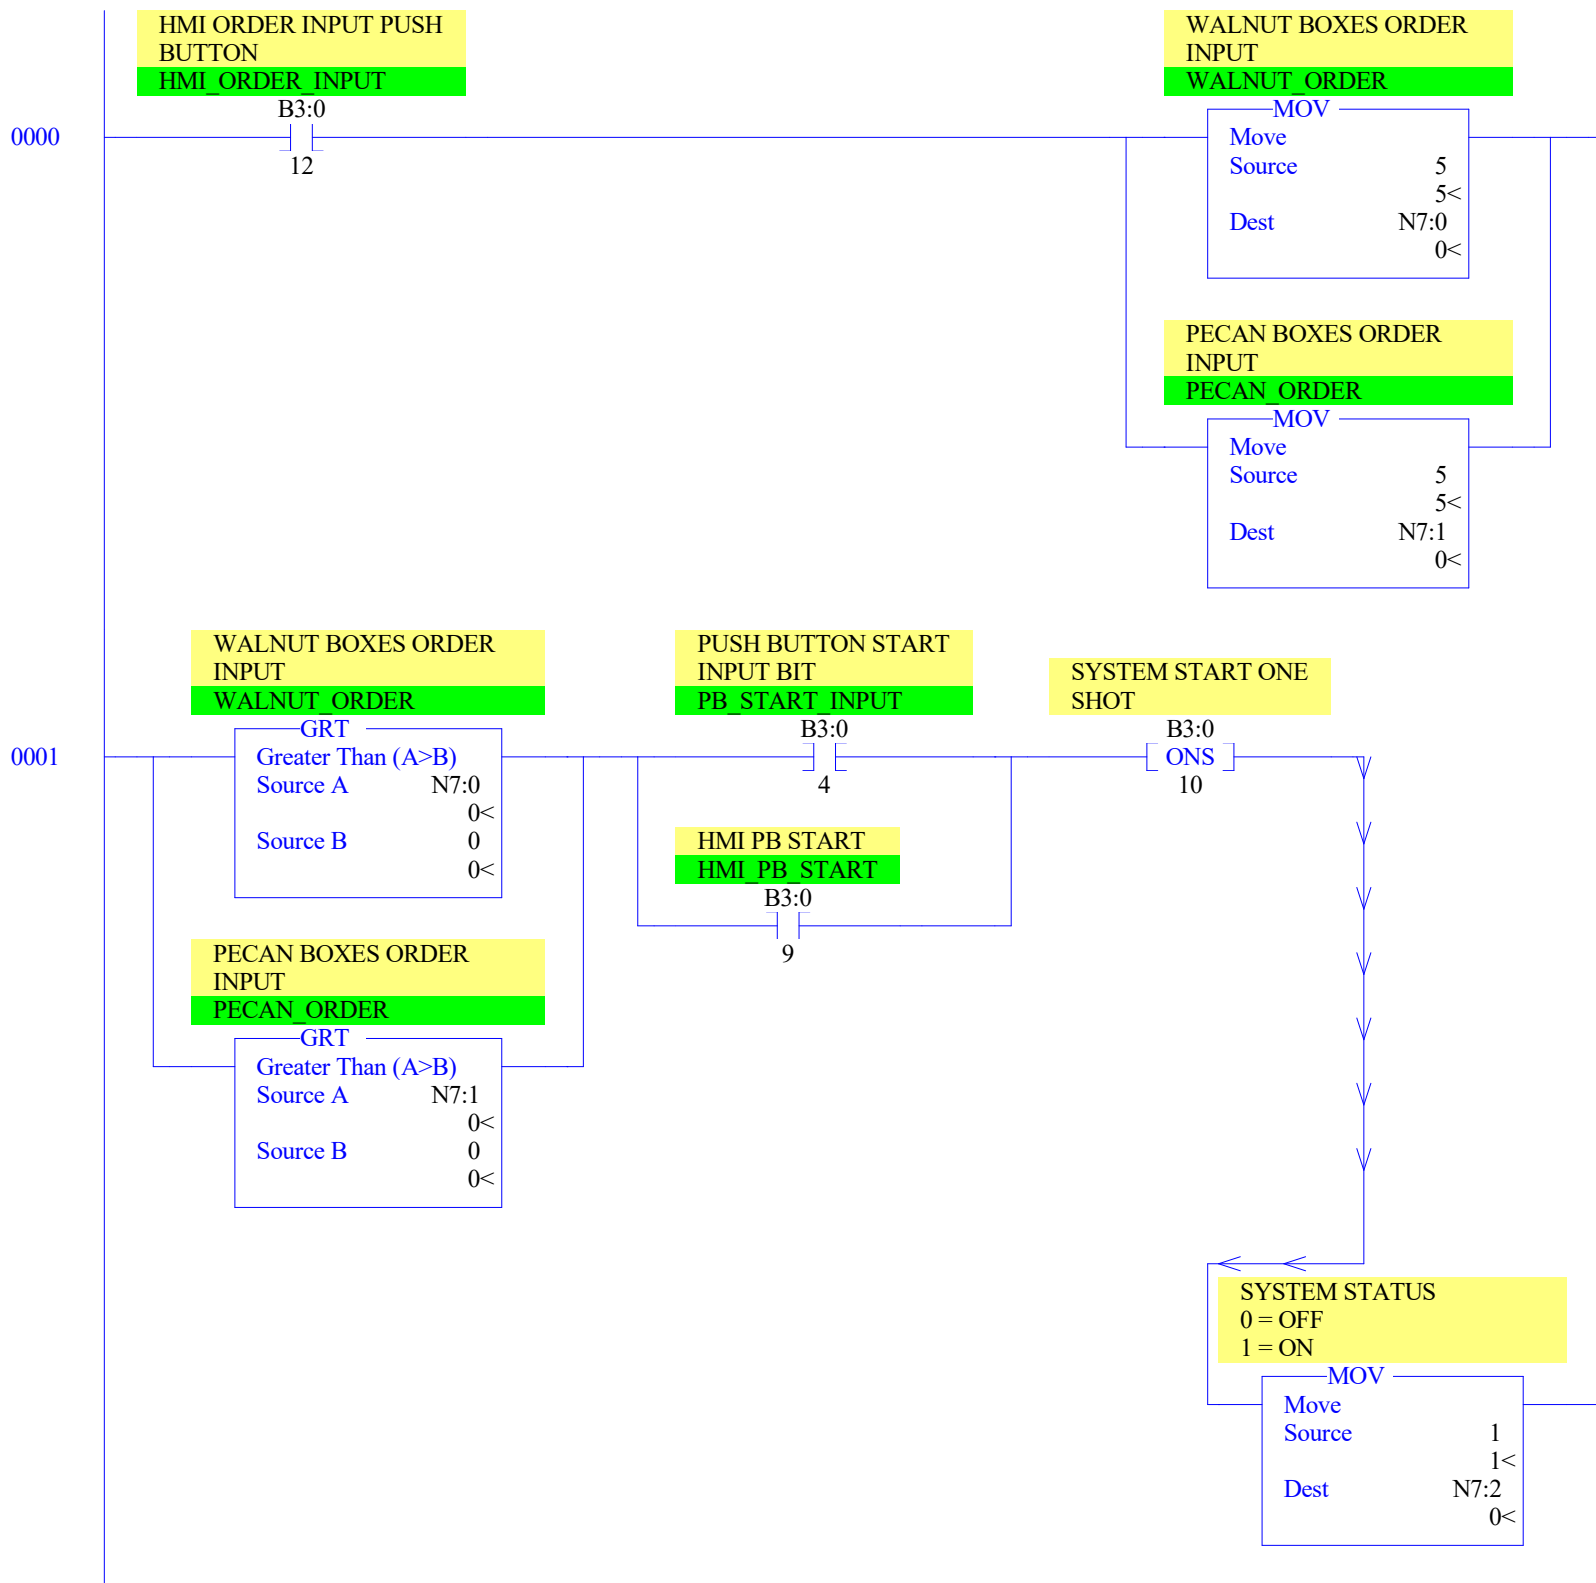 HMI ORDER INPUT PUSH
BUTTON
HMI_ORDER_INPUT
B3:0
12
0000
WALNUT BOXES ORDER
INPUT
WALNUT_ORDER
MOV
Move
Source 5
5<
Dest N7:0
0<
PECAN BOXES ORDER
INPUT
PECAN_ORDER
MOV
Move
Source 5
5<
Dest N7:1
0<
0001
WALNUT BOXES ORDER
INPUT
WALNUT_ORDER
GRT
Greater Than (A>B)
Source A N7:0
0<
Source B 0
0<
PECAN BOXES ORDER
INPUT
PECAN_ORDER
GRT
Greater Than (A>B)
Source A N7:1
0<
Source B 0
0<
PUSH BUTTON START
INPUT BIT
PB_START_INPUT
B3:0
4
HMI PB START
HMI_PB_START
B3:0
9
SYSTEM START ONE
SHOT
B3:0
ONS
10
SYSTEM STATUS
0 = OFF
1 = ON
MOV
Move
Source 1
1<
Dest N7:2
0<